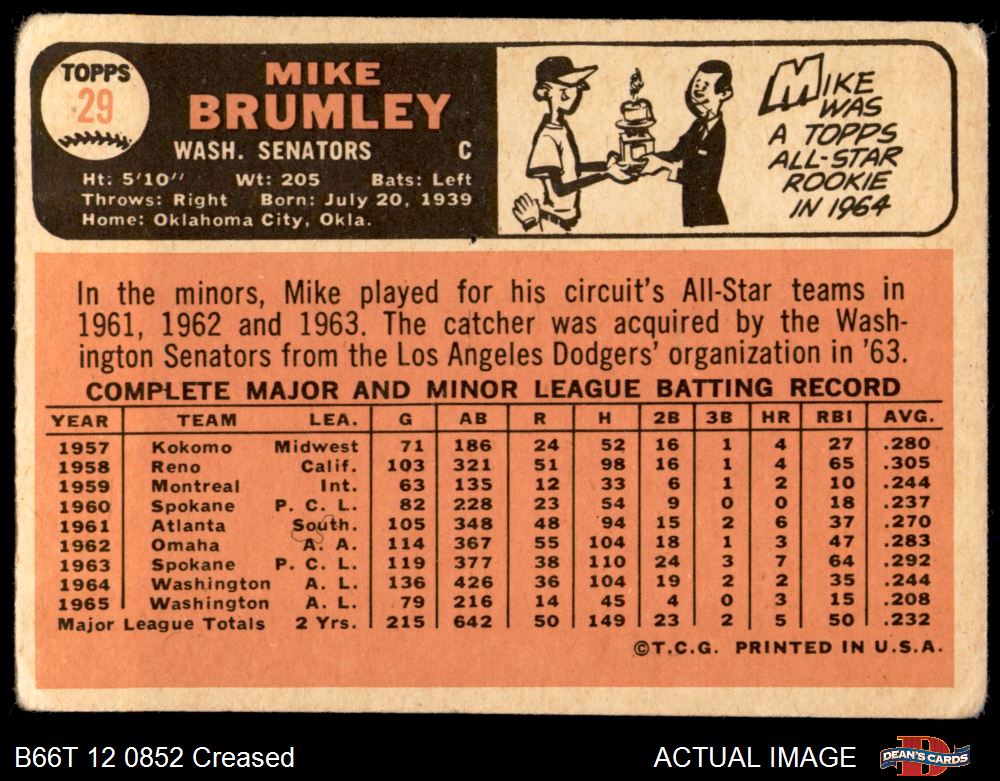 TOPPS
29
MIKE
BRUMLEY
WASH. SENATORS C
Ht: 5'10" Wt: 205 Bats: Left
Throws: Right Born: July 20, 1939
Home: Oklahoma City, Okla.
MIKE
WAS
A TOPPS
ALL-STAR
ROOKIE
IN 1964
In the minors, Mike played for his circuit's All-Star teams in
1961, 1962 and 1963. The catcher was acquired by the Wash-
ington Senators from the Los Angeles Dodgers' organization in '63.
COMPLETE MAJOR AND MINOR LEAGUE BATTING RECORD
YEAR TEAM LEA. G AB R H 2B 3B HR RBI AVG.
1957 Kokomo Midwest 71 186 24 52 16 1 4 27 .280
1958 Reno Calif. 103 321 51 98 16 1 4 65 .305
1959 Montreal Int. 63 135 12 33 6 1 2 10 .244
1960 Spokane P. C. L. 82 228 23 54 9 0 0 18 .237
1961 Atlanta South. 105 348 48 94 15 2 6 37 .270
1962 Omaha A. A. 114 367 55 104 18 1 3 47 .283
1963 Spokane P. C. L. 119 377 38 110 24 3 7 64 .292
1964 Washington A. L. 136 426 36 104 19 2 2 35 .244
1965 Washington A. L. 79 216 14 45 4 0 3 15 .208
Major League Totals 2 Yrs. 215 642 50 149 23 2 5 50 .232
©T.C.G. PRINTED IN U.S.A.
B66T 12 0852 Creased ACTUAL IMAGE
DEAN'S CARDS